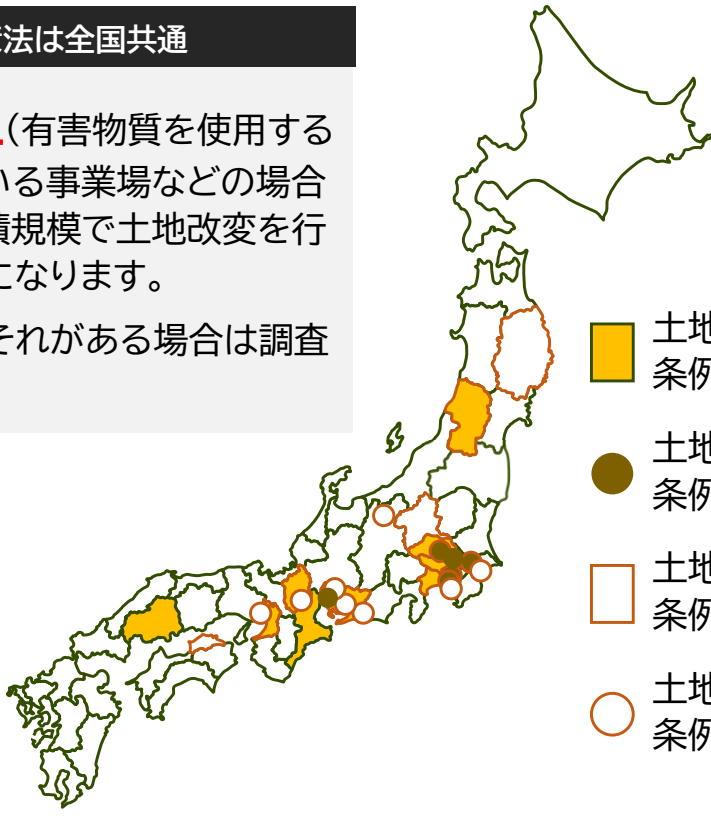 法は全国共通
(有害物質を使用する
いる事業場などの場合
規模で土地改変を行
になります。
それがある場合は調査
土地
条例
土地
条例
土地
条例
土地
条例